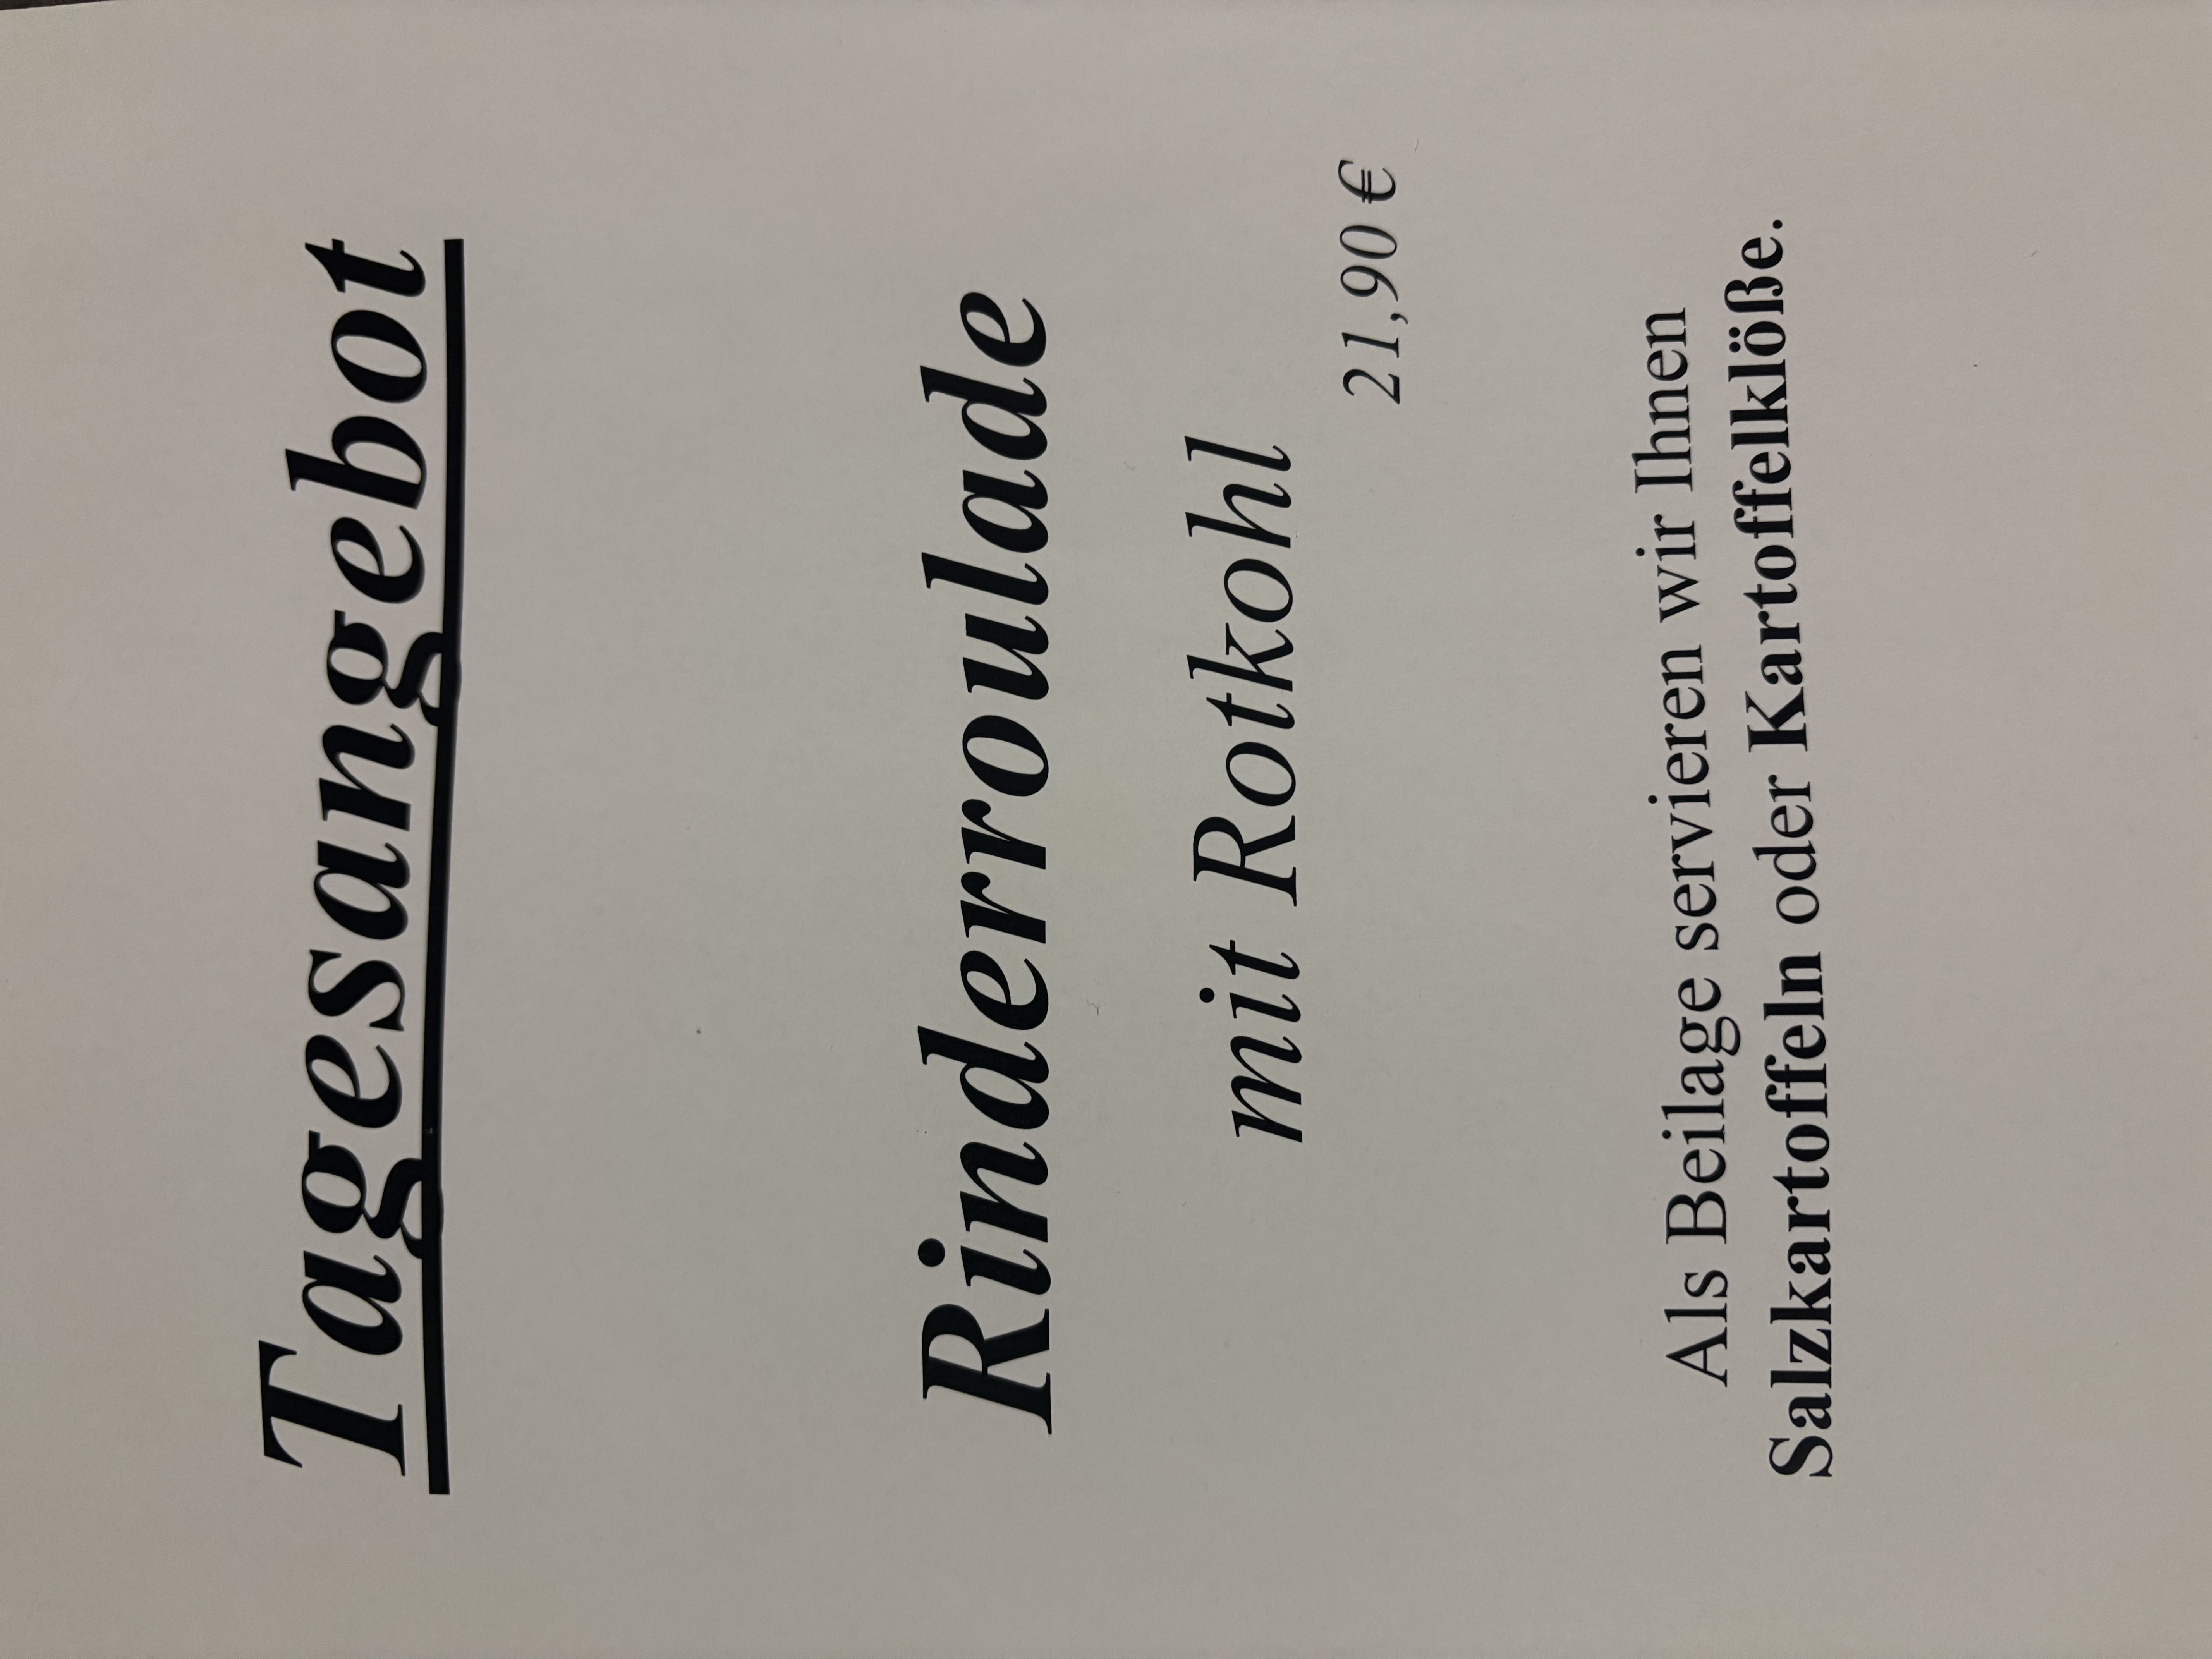 Tagesangebot
Rinderroulade
mit Rotkohl
21,90 €
Als Beilage servieren wir Ihnen
Salzkartoffeln oder Kartoffelklöße.